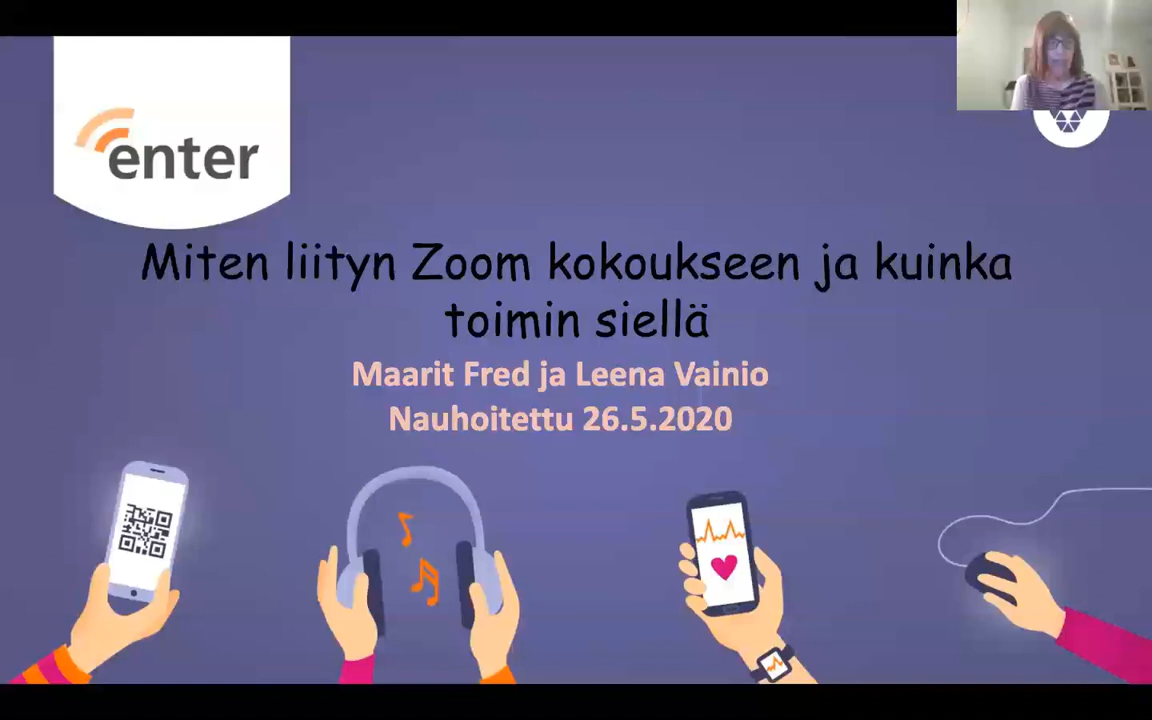 enter
Miten liityn Zoom kokoukseen ja kuinka
toimin siellä
Maarit Fred ja Leena Vainio
Nauhoitettu 26.5.2020